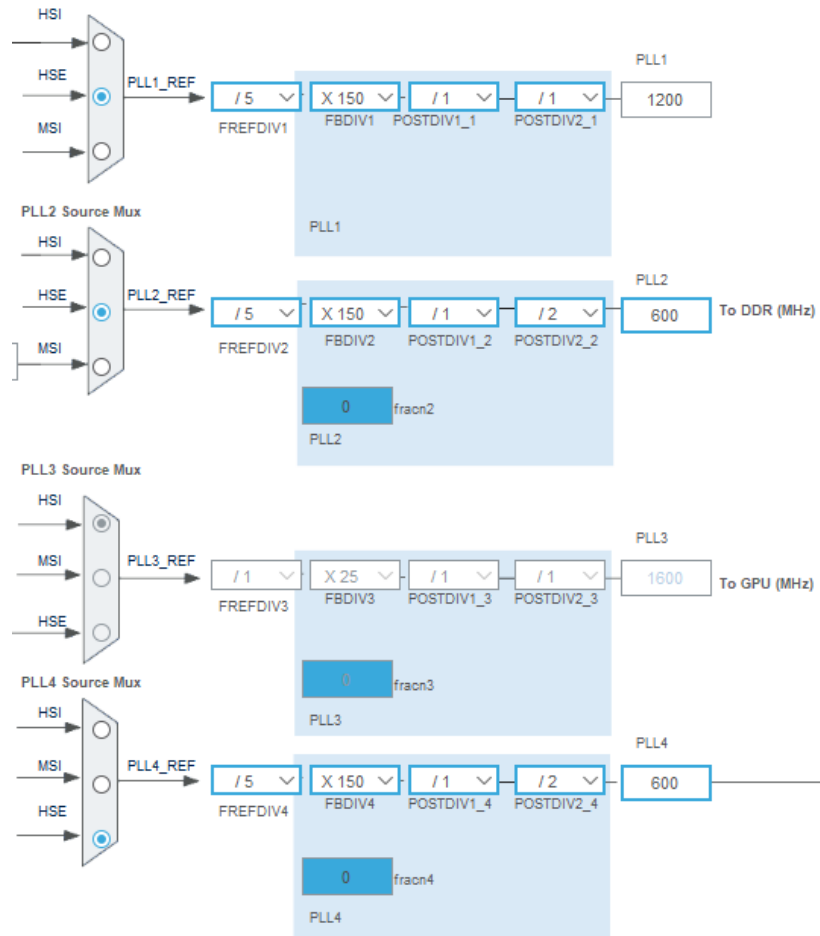 HSI
HSE
MSI
PLL1_REF
/ 5
FREFDIV1
X 150
FBDIV1
/ 1
POSTDIV1_1
/ 1
POSTDIV2_1
PLL1
1200
PLL1
PLL2 Source Mux
HSI
HSE
MSI
PLL2_REF
/ 5
FREFDIV2
X 150
FBDIV2
/ 1
POSTDIV1_2
/ 2
POSTDIV2_2
PLL2
600
To DDR (MHz)
0
fracn2
PLL2
PLL3 Source Mux
HSI
MSI
HSE
PLL3_REF
/ 1
FREFDIV3
X 25
FBDIV3
/ 1
POSTDIV1_3
/ 1
POSTDIV2_3
PLL3
1600
To GPU (MHz)
0
fracn3
PLL3
PLL4 Source Mux
HSI
MSI
HSE
PLL4_REF
/ 5
FREFDIV4
X 150
FBDIV4
/ 1
POSTDIV1_4
/ 2
POSTDIV2_4
PLL4
600
0
fracn4
PLL4